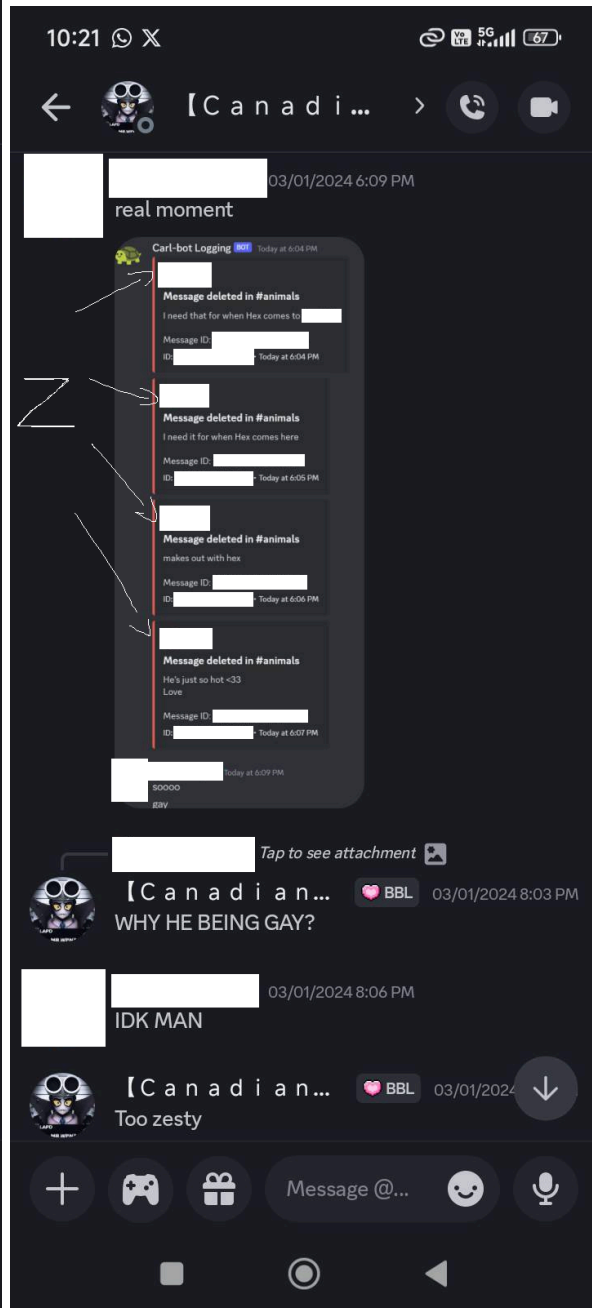 10:21
Vo LTE 5G 67
【C a n a d i ...
03/01/2024 6:09 PM
real moment
Carl-bot Logging BOT Today at 6:04 PM
Message deleted in #animals
I need that for when Hex comes to
Message ID:
ID: • Today at 6:04 PM
Z
Message deleted in #animals
I need it for when Hex comes here
Message ID:
ID: • Today at 6:05 PM
Message deleted in #animals
makes out with hex
Message ID:
ID: • Today at 6:06 PM
Message deleted in #animals
He's just so hot <33
Love
Message ID:
ID: • Today at 6:07 PM
Today at 6:09 PM
soooo
gay
Tap to see attachment
【C a n a d i a n... BBL 03/01/2024 8:03 PM
WHY HE BEING GAY?
03/01/2024 8:06 PM
IDK MAN
【C a n a d i a n... BBL 03/01/2024
Too zesty
Message @...